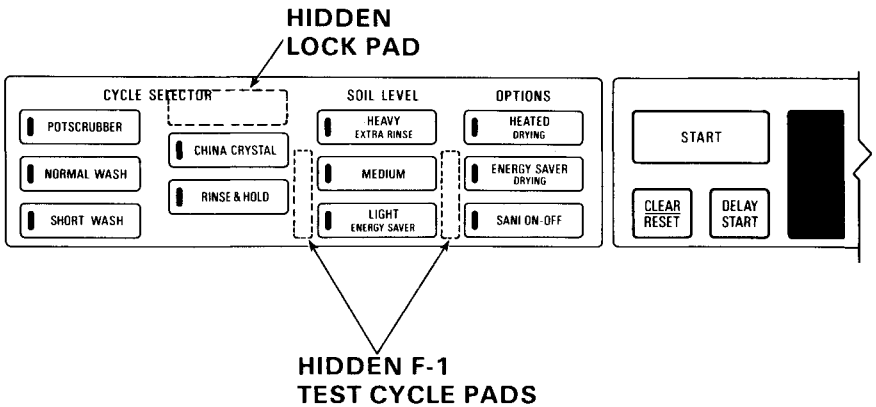 HIDDEN
LOCK PAD
CYCLE SELECTOR
POTSCRUBBER
NORMAL WASH
SHORT WASH
CHINA CRYSTAL
RINSE & HOLD
SOIL LEVEL
HEAVY
EXTRA RINSE
MEDIUM
LIGHT
ENERGY SAVER
OPTIONS
HEATED
DRYING
ENERGY SAVER
DRYING
SANI ON-OFF
START
CLEAR
RESET
DELAY
START
HIDDEN F-1
TEST CYCLE PADS